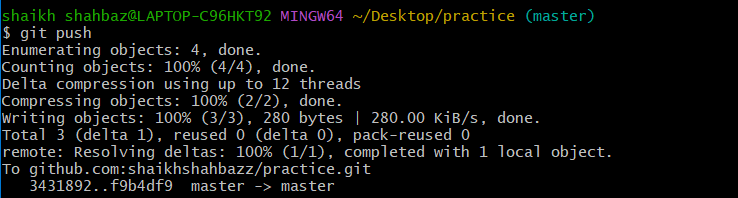 shaikh shahbaz@LAPTOP-C96HKT92 MINGW64 ~/Desktop/practice (master)
$ git push
Enumerating objects: 4, done.
Counting objects: 100% (4/4), done.
Delta compression using up to 12 threads
Compressing objects: 100% (2/2), done.
Writing objects: 100% (3/3), 280 bytes | 280.00 KiB/s, done.
Total 3 (delta 1), reused 0 (delta 0), pack-reused 0
remote: Resolving deltas: 100% (1/1), completed with 1 local object.
To github.com:shaikhshahbazz/practice.git
   3431892..f9b4df9  master -> master